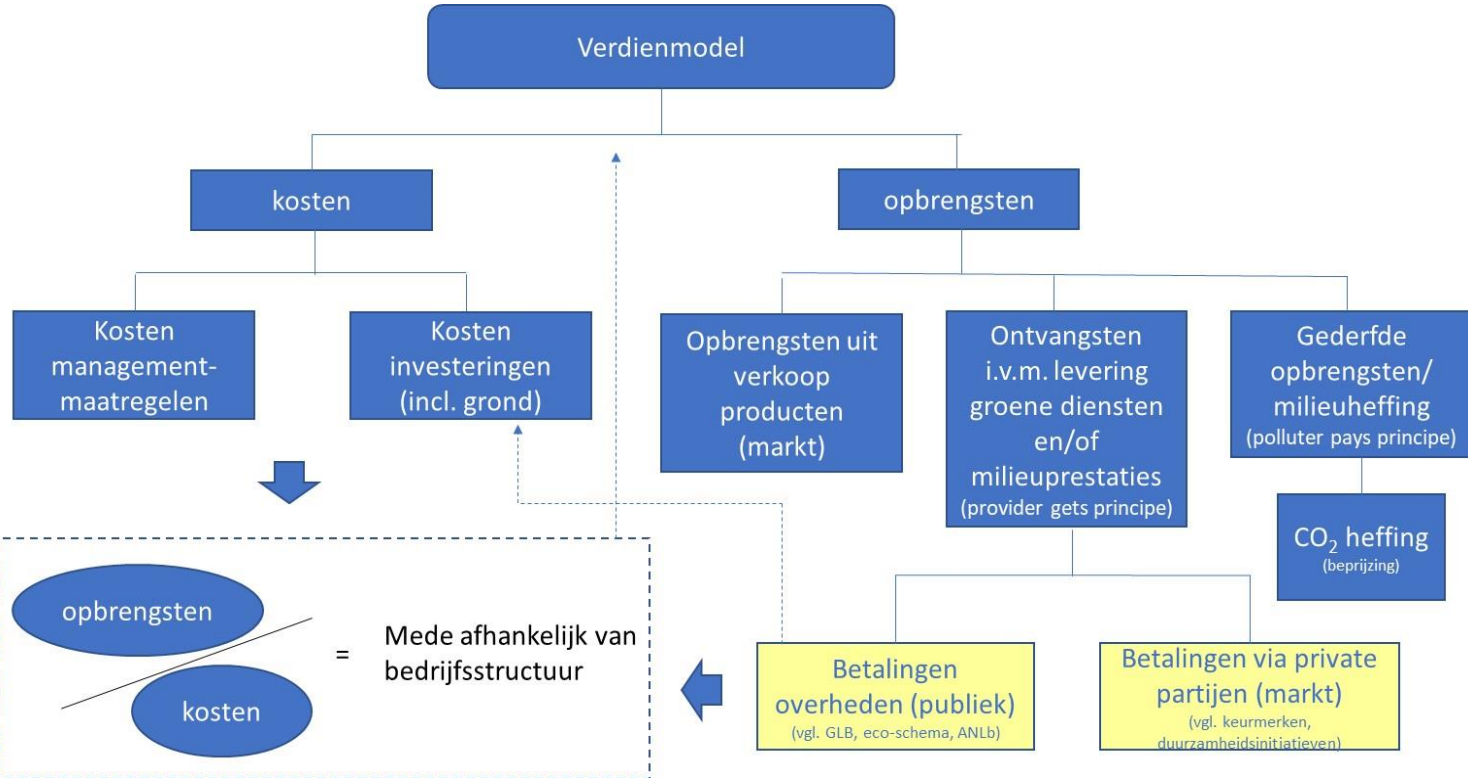 Verdienmodel
kosten
opbrengsten
Kosten
management-
maatregelen
Kosten
investeringen
(incl. grond)
Opbrengsten uit
verkoop
producten
(markt)
Ontvangsten
i.v.m. levering
groene diensten
en/of
milieuprestaties
(provider gets principe)
Gederfde
opbrengsten/
milieuheffing
(polluter pays principe)
CO₂ heffing
(beprijzing)
opbrengsten
kosten
=
Mede afhankelijk van
bedrijfsstructuur
Betalingen
overheden (publiek)
(vgl. GLB, eco-schema, ANLb)
Betalingen via private
partijen (markt)
(vgl. keurmerken,
duurzaamheidsinitiatieven)